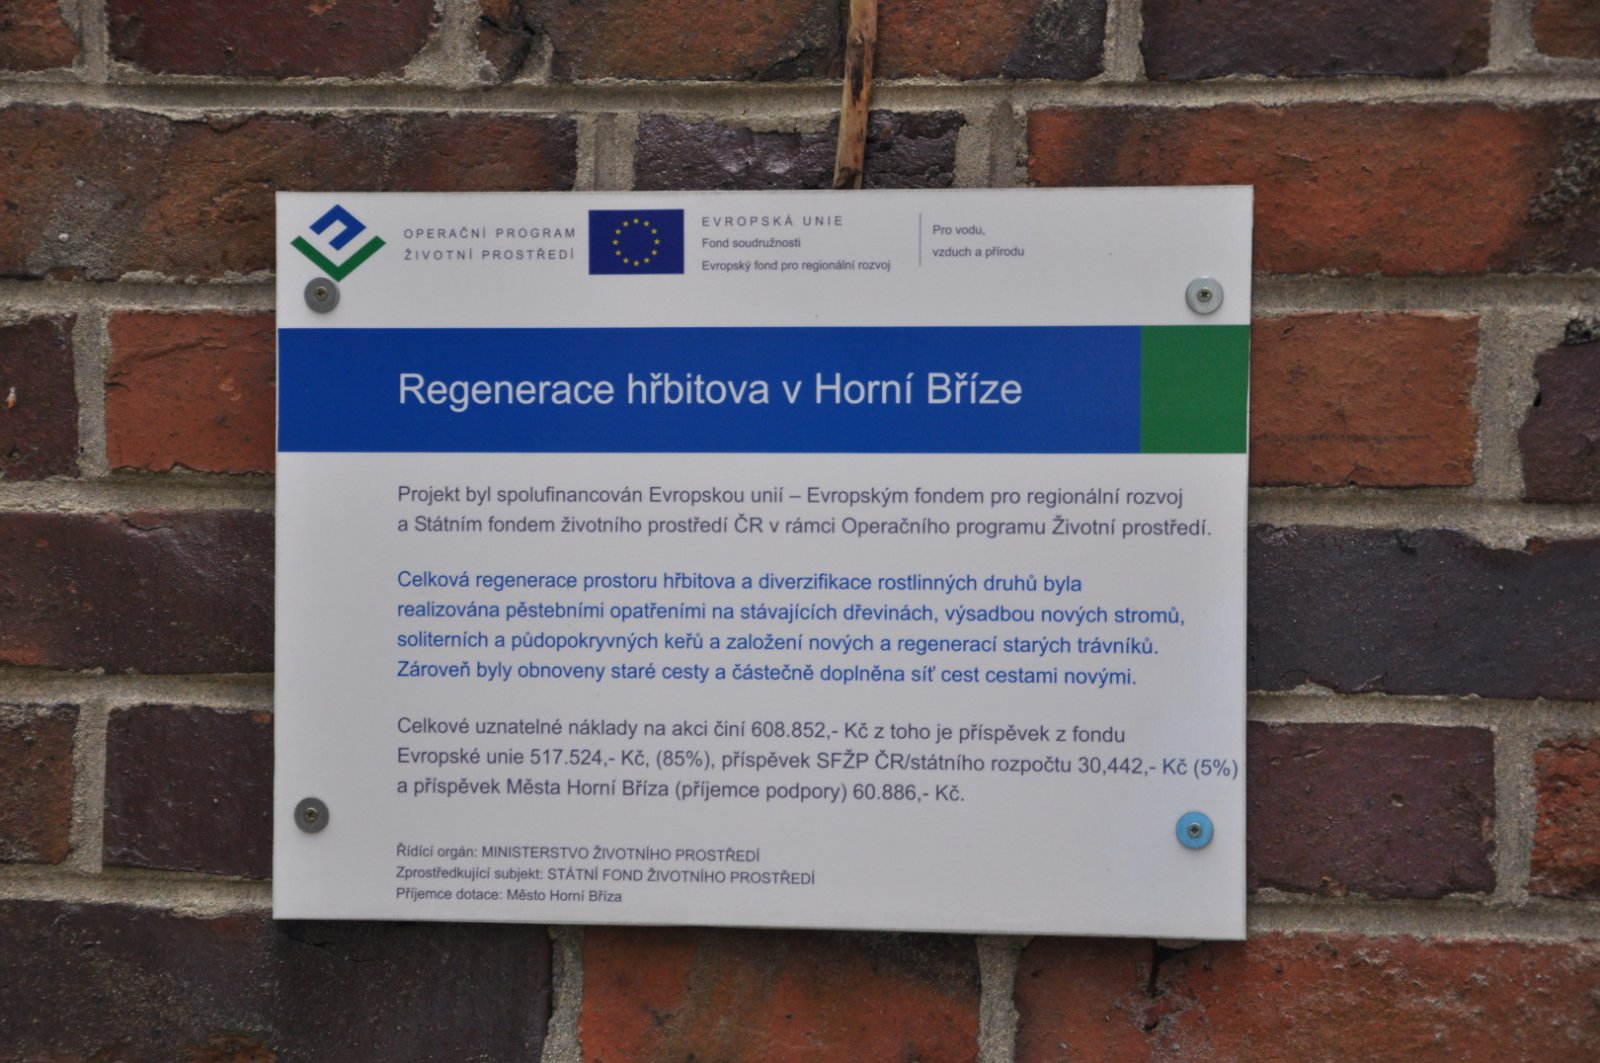 OPERAČNÍ PROGRAM
ŽIVOTNÍ PROSTŘEDÍ
EVROPSKÁ UNIE
Fond soudružnosti
Evropský fond pro regionální rozvoj
Pro vodu,
vzduch a přírodu
Regenerace hřbitova v Horní Bříze
Projekt byl spolufinancován Evropskou unií – Evropským fondem pro regionální rozvoj
a Státním fondem životního prostředí ČR v rámci Operačního programu Životní prostředí.
Celková regenerace prostoru hřbitova a diverzifikace rostlinných druhů byla
realizována pěstebními opatřeními na stávajících dřevinách, výsadbou nových stromů,
soliterních a půdopokryvných keřů a založení nových a regenerací starých trávníků.
Zároveň byly obnoveny staré cesty a částečně doplněna síť cest cestami novými.
Celkové uznatelné náklady na akci činí 608.852,- Kč z toho je příspěvek z fondu
Evropské unie 517.524,- Kč, (85%), příspěvek SFŽP ČR/státního rozpočtu 30,442,- Kč (5%)
a příspěvek Města Horní Bříza (příjemce podpory) 60.886,- Kč.
Řídící orgán: MINISTERSTVO ŽIVOTNÍHO PROSTŘEDÍ
Zprostředkující subjekt: STÁTNÍ FOND ŽIVOTNÍHO PROSTŘEDÍ
Příjemce dotace: Město Horní Bříza